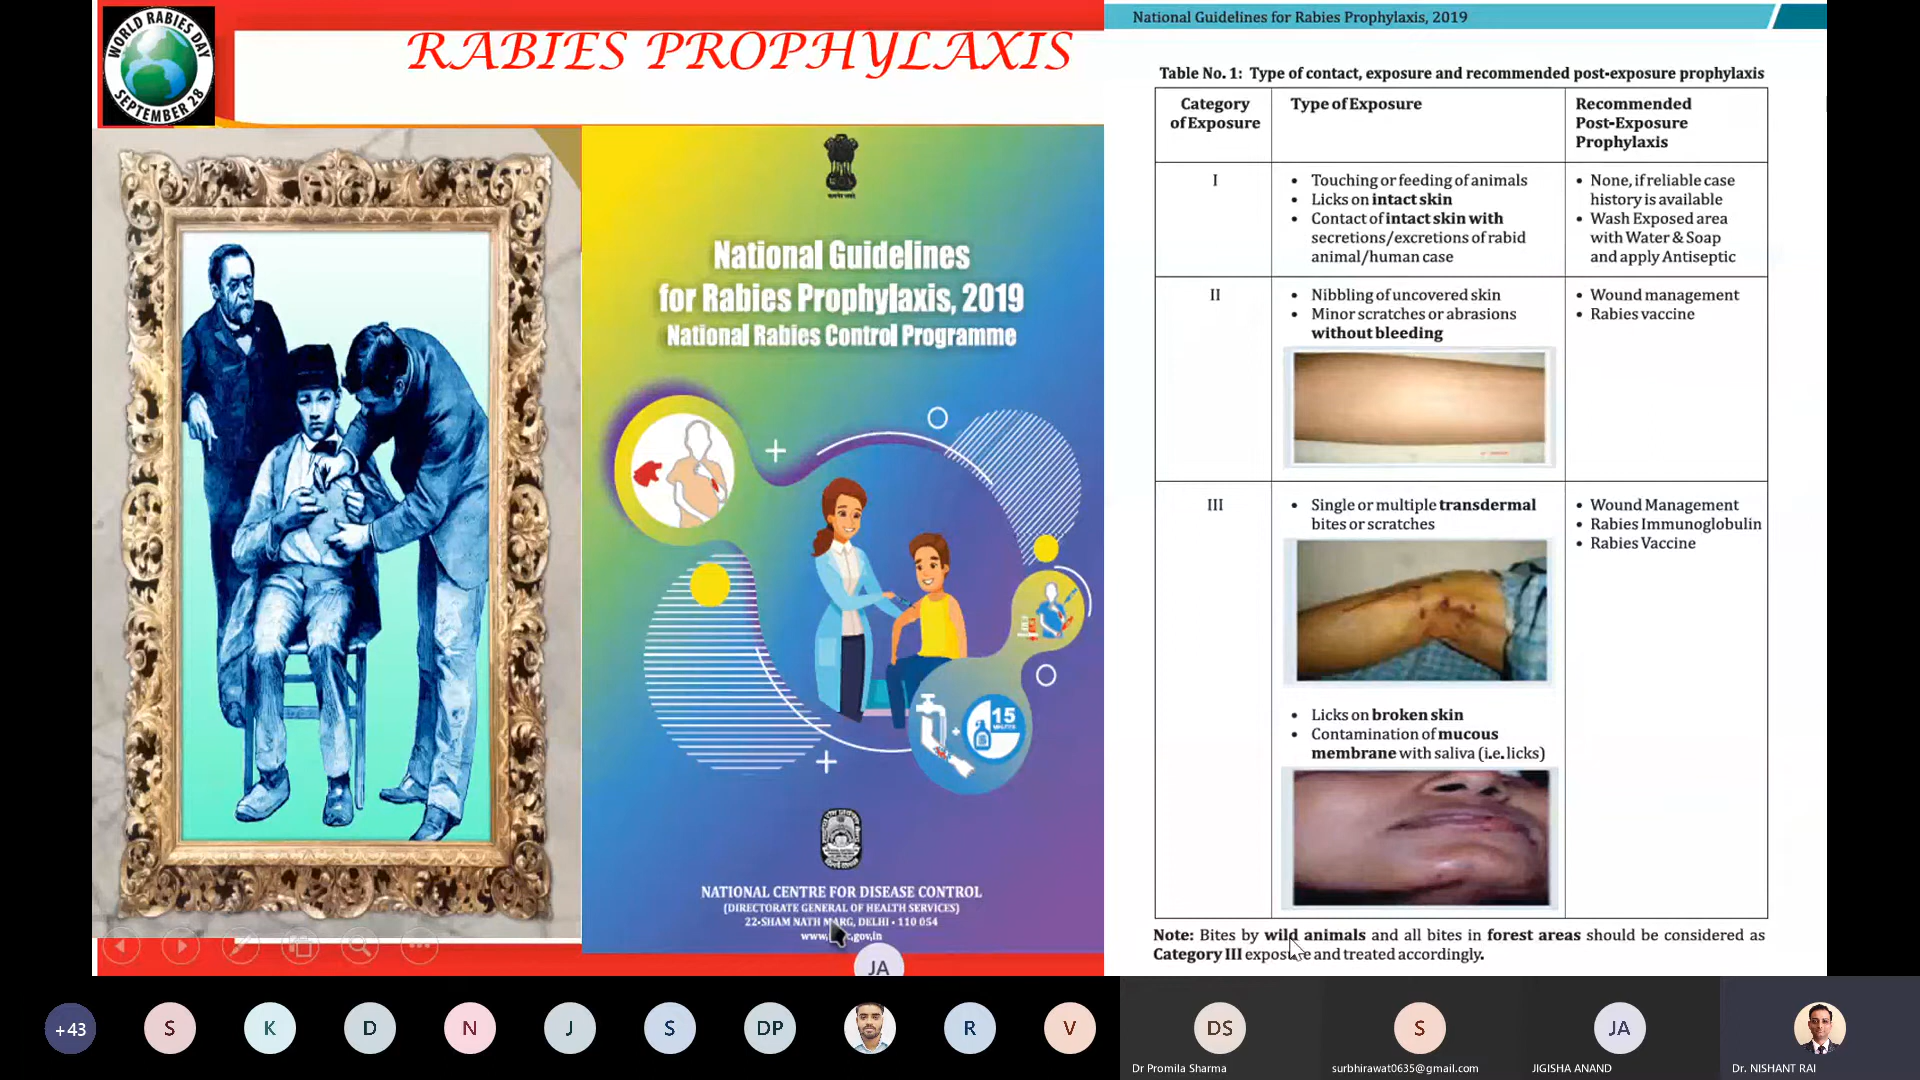 WORLD RABIES DAY
SEPTEMBER 28
RABIES PROPHYLAXIS
National Guidelines
for Rabies Prophylaxis, 2019
National Rabies Control Programme
15
NATIONAL CENTRE FOR DISEASE CONTROL
(DIRECTORATE GENERAL OF HEALTH SERVICES)
22-SHAM NATH MARG, DELHI - 110 054
JA
National Guidelines for Rabies Prophylaxis, 2019
Table No. 1: Type of contact, exposure and recommended post-exposure prophylaxis
Category
of Exposure
Type of Exposure
Recommended
Post-Exposure
Prophylaxis
I
• Touching or feeding of animals
• Licks on intact skin
• Contact of intact skin with
secretions/excretions of rabid
animal/human case
• None, if reliable case
history is available
• Wash Exposed area
with Water & Soap
and apply Antiseptic
II
• Nibbling of uncovered skin
• Minor scratches or abrasions
without bleeding
• Wound management
• Rabies vaccine
III
• Single or multiple transdermal
bites or scratches
• Wound Management
• Rabies Immunoglobulin
• Rabies Vaccine
• Licks on broken skin
• Contamination of mucous
membrane with saliva (i.e. licks)
Note: Bites by wild animals and all bites in forest areas should be considered as
Category III exposure and treated accordingly.
+43
S
K
D
N
J
S
DP
R
V
DS
S
JA
Dr Promila Sharma
surbhirawat0635@gmail.com
JIGISHA ANAND
Dr. NISHANT RAI